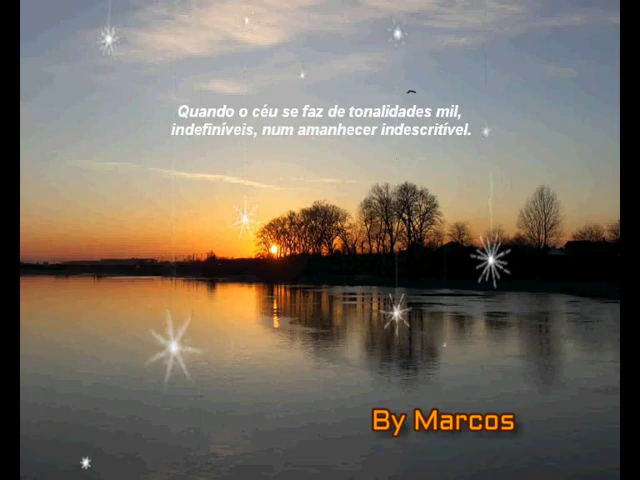 Quando o céu se faz de tonalidades mil,
indefiníveis, num amanhecer indescritível.
By Marcos